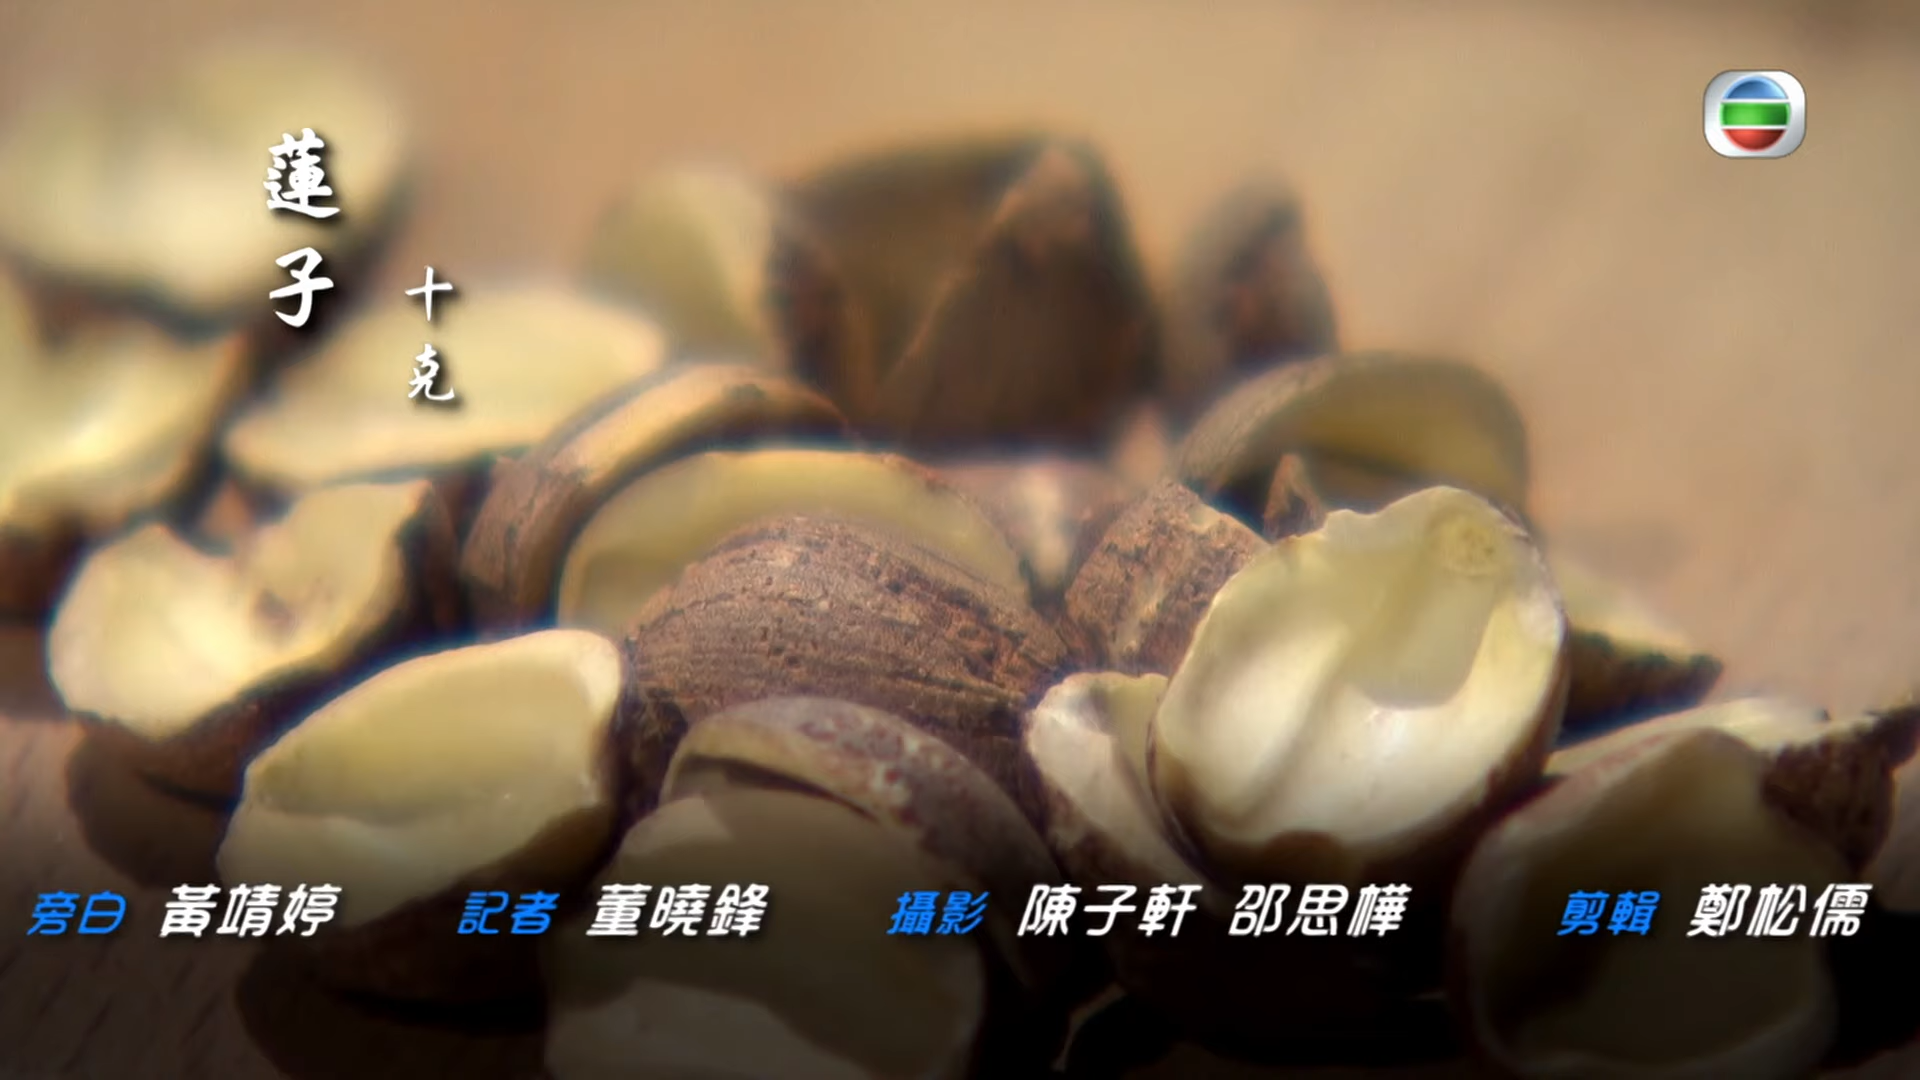 蓮子
十克
旁白 黃靖婷 記者 董曉鋒 攝影 陳子軒 邵思樺 剪輯 鄭松儒